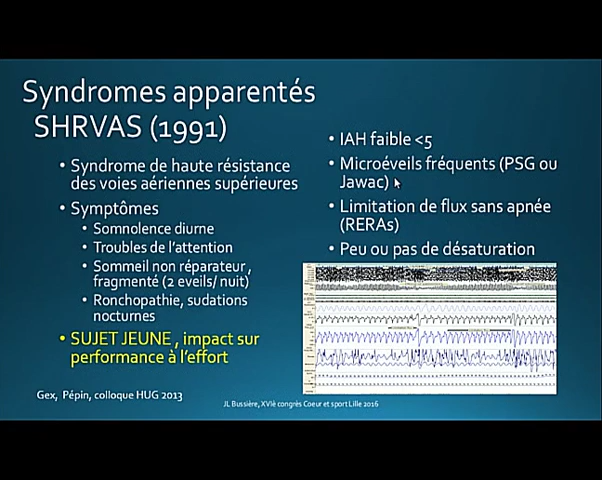 Syndromes apparentés
SHRVAS (1991)
• Syndrome de haute résistance
des voies aériennes supérieures
• Symptômes
• Somnolence diurne
• Troubles de l'attention
• Sommeil non réparateur,
fragmenté (2 eveils/ nuit)
• Ronchopathie, sudations
nocturnes
• SUJET JEUNE , impact sur
performance à l'effort
• IAH faible <5
• Microéveils fréquents (PSG ou
Jawac)
• Limitation de flux sans apnée
(RERAs)
• Peu ou pas de désaturation
Gex, Pépin, colloque HUG 2013
JL Bussière, XVIè congrès Coeur et sport Lille 2016